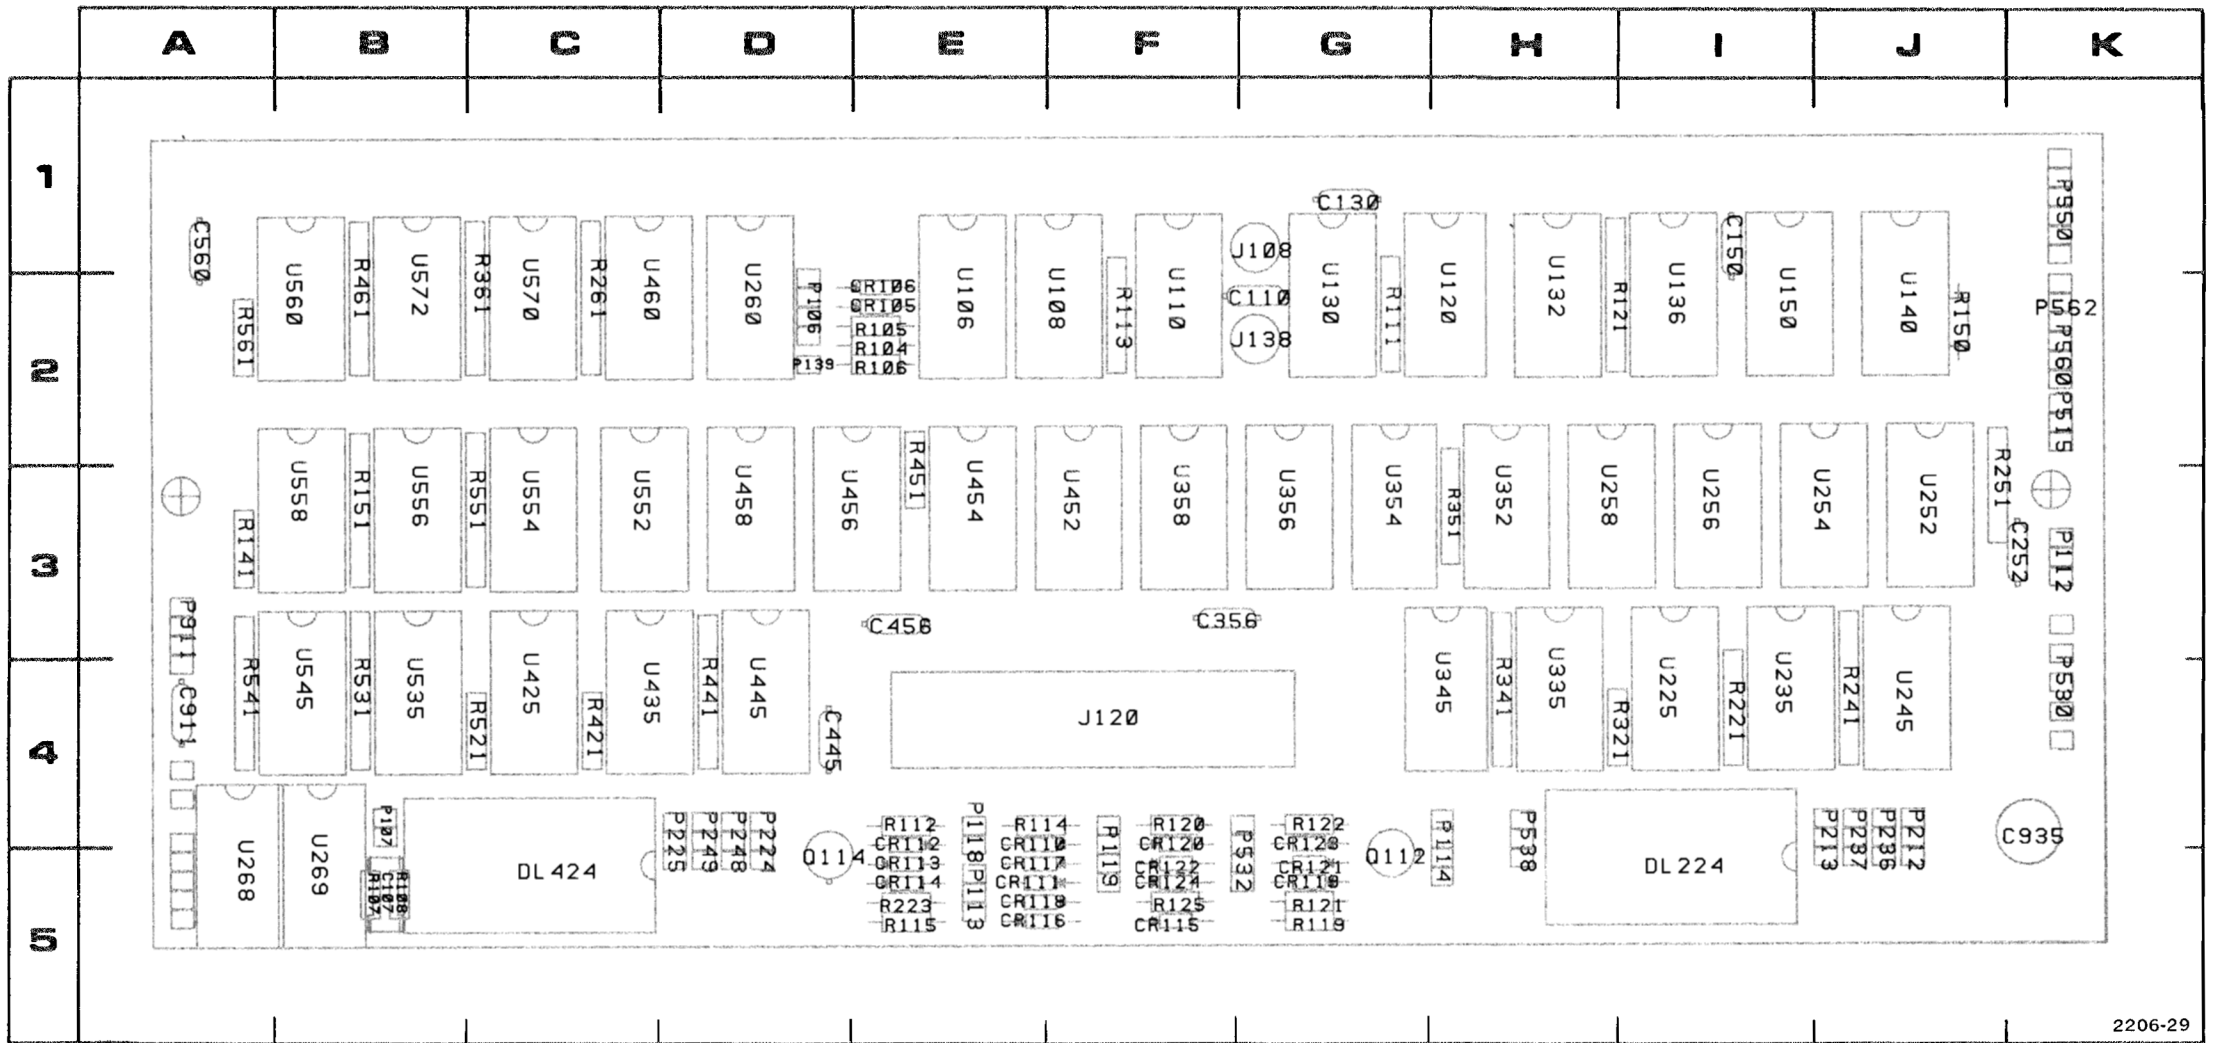 A B C D E F G H I J K
1
C560 U560 R461 U572 R361 U570 R261 U460 U260 P106 CR106 U106 U108 R113 U110 J108 C130 U130 R111 U120 U132 R121 U136 C150 U150 U140 R150 P550
2
R561 CR105 R105 R104 P139 R106 C110 J138 P562 P560 P515
U558 R151 U556 R551 U554 U552 U458 U456 R451 U454 U452 U358 U356 U354 R351 U352 U258 U256 U254 U252 R251
3
R141 C252 P112
P911 C456 C356
R541 U545 R531 U535 R521 U425 R421 U435 R441 U445 C445 J120 U345 R341 U335 R321 U225 R221 U235 R241 U245 P530
4
C911
U268 U269 P107 R107 C107 R108 DL424 P225 P249 P248 P224 Q114
R112 P118 R114 P119 R120 P532 R122 Q112 P114 P538 DL224 P213 P237 P236 P212 C935
CR112 CR110 CR120 CR123
CR113 CR117 R122 CR121
CR114 P113 CR111 CR124 CR119
R223 CR118 R125 R121
5
R115 CR116 CR115 R119
2206-29